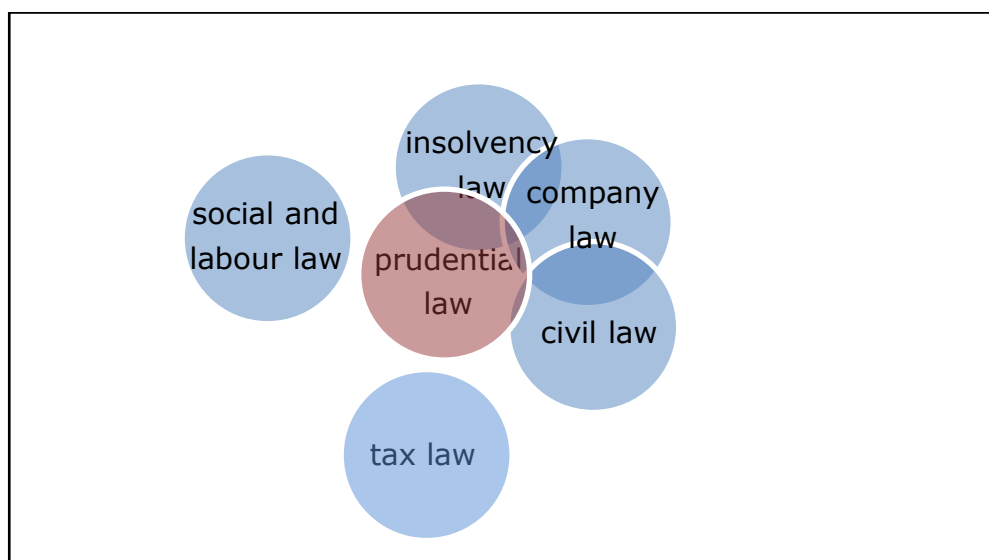 insolvency
law
company
law
social and
labour law
prudential
law
civil law
tax law